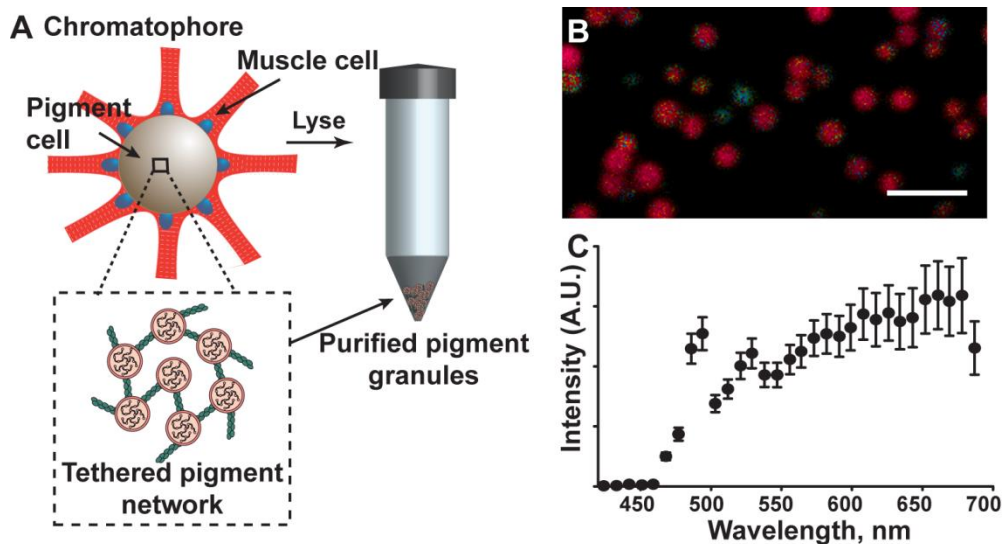 A Chromatophore
Muscle cell
Pigment
cell
Lyse
Purified pigment
granules
Tethered pigment
network
B
C
Intensity (A.U.)
450 500 550 600 650 700
Wavelength, nm